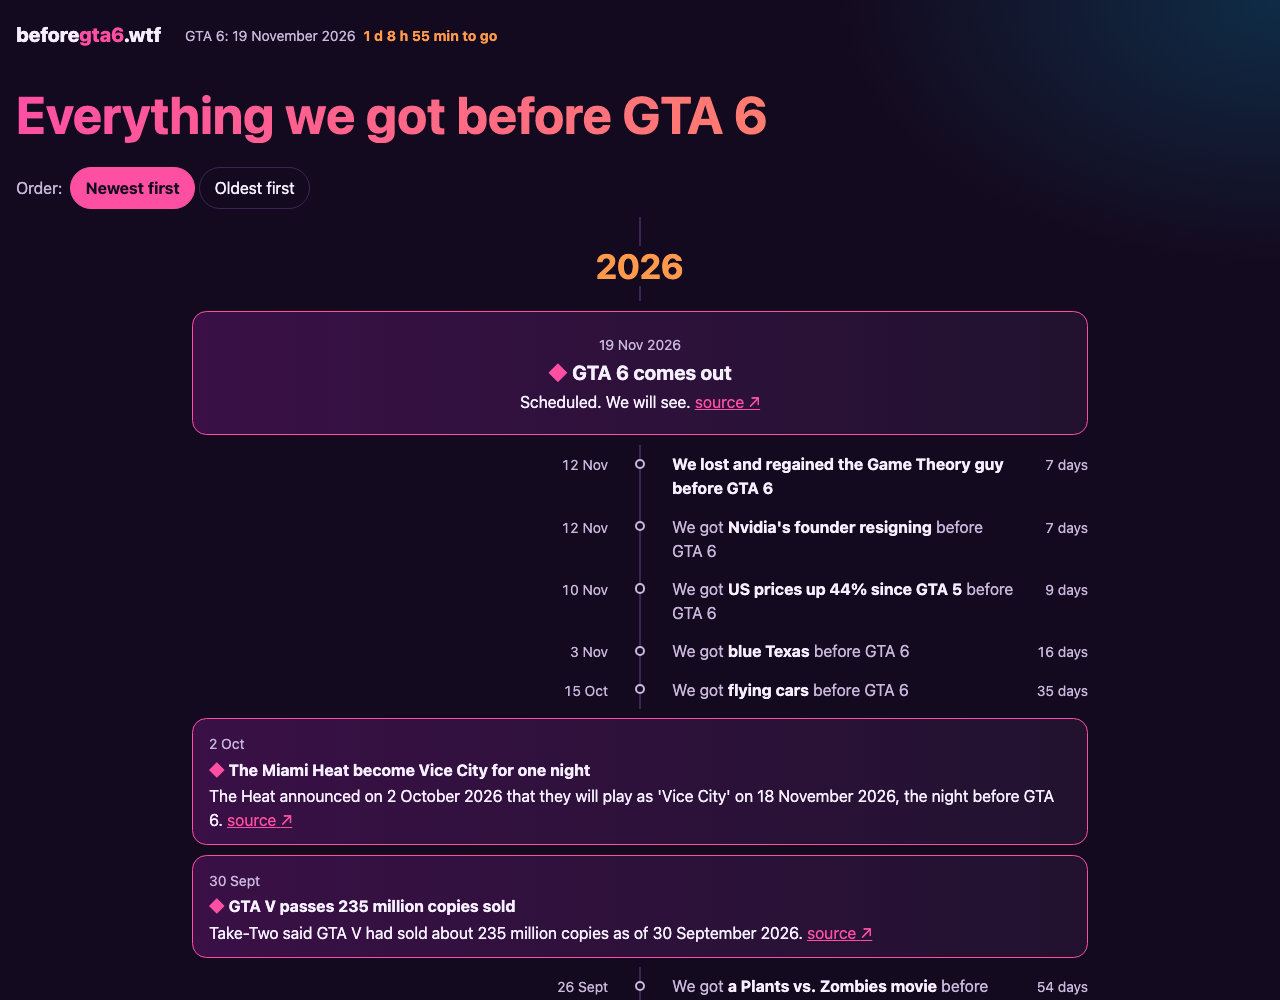 beforegta6.wtf GTA 6: 19 November 2026 1 d 8 h 55 min to go
Everything we got before GTA 6
Order: Newest first Oldest first
2026
19 Nov 2026
GTA 6 comes out
Scheduled. We will see. source ↗
12 Nov We lost and regained the Game Theory guy 7 days
before GTA 6
12 Nov We got Nvidia's founder resigning before 7 days
GTA 6
10 Nov We got US prices up 44% since GTA 5 before 9 days
GTA 6
3 Nov We got blue Texas before GTA 6 16 days
15 Oct We got flying cars before GTA 6 35 days
2 Oct
The Miami Heat become Vice City for one night
The Heat announced on 2 October 2026 that they will play as 'Vice City' on 18 November 2026, the night before GTA
6. source ↗
30 Sept
GTA V passes 235 million copies sold
Take-Two said GTA V had sold about 235 million copies as of 30 September 2026. source ↗
26 Sept We got a Plants vs. Zombies movie before 54 days